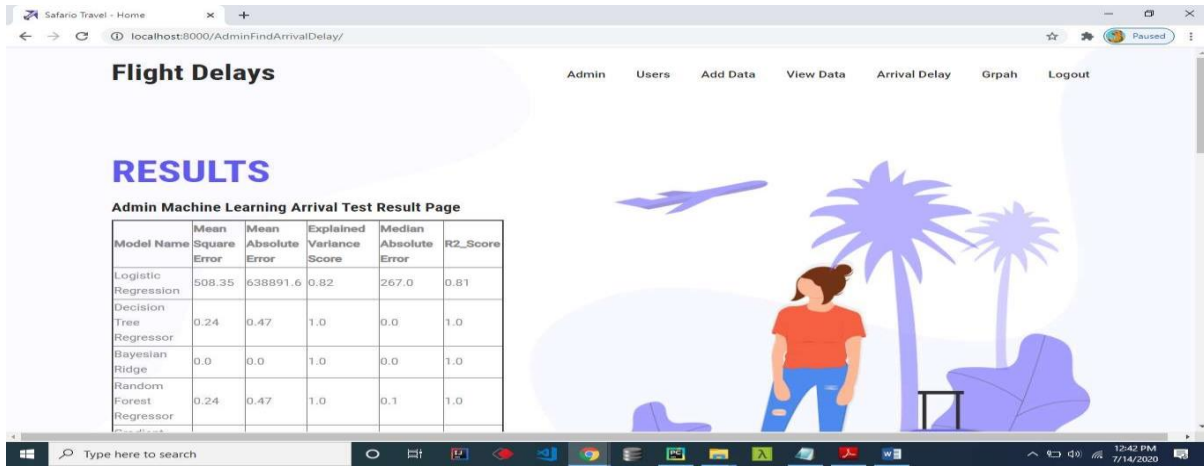 Safario Travel - Home
localhost:8000/AdminFindArrivalDelay/
Paused
Flight Delays
Admin Users Add Data View Data Arrival Delay Grpah Logout
RESULTS
Admin Machine Learning Arrival Test Result Page
Model Name Mean Square Error Mean Absolute Error Explained Variance Score Median Absolute Error R2_Score
Logistic Regression 508.35 638891.6 0.82 267.0 0.81
Decision Tree Regressor 0.24 0.47 1.0 0.0 1.0
Bayesian Ridge 0.0 0.0 1.0 0.0 1.0
Random Forest Regressor 0.24 0.47 1.0 0.1 1.0
Type here to search
12:42 PM
7/14/2020